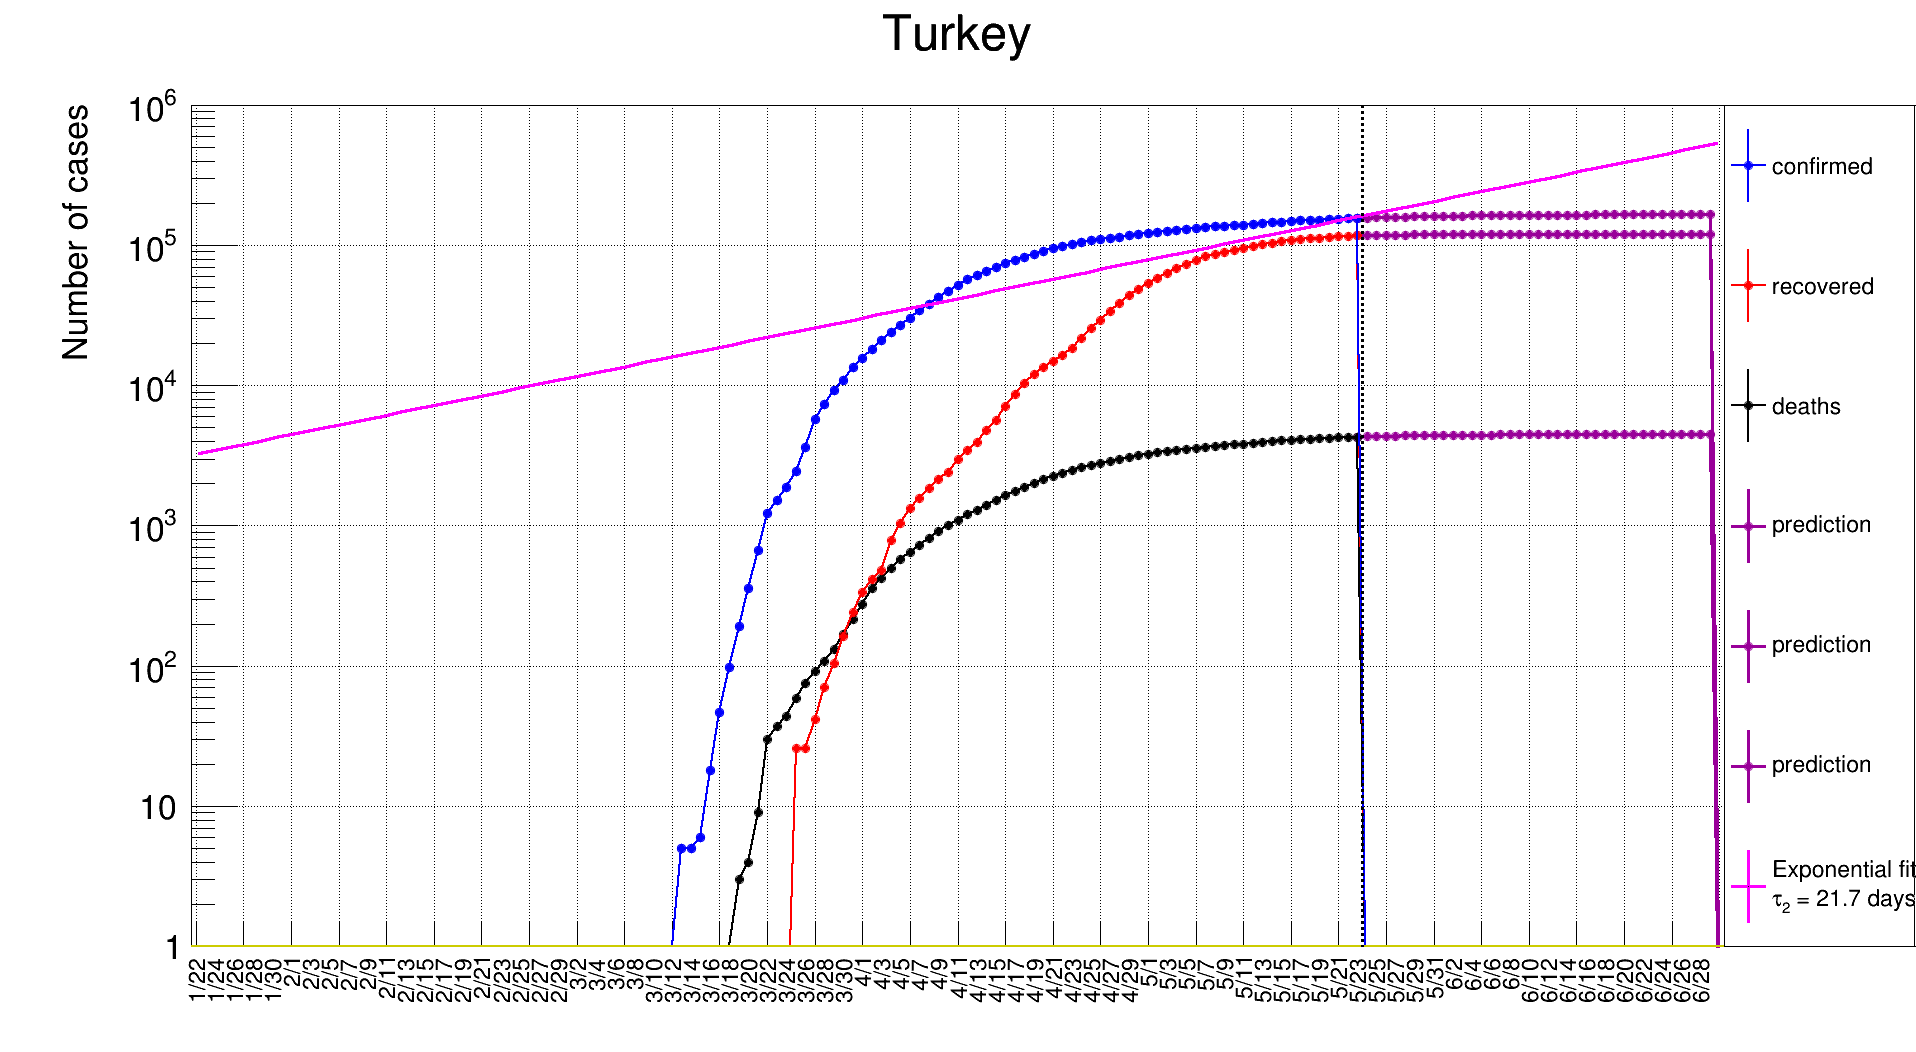 Turkey
Number of cases
10^6
10^5
10^4
10^3
10^2
10
1
1/22 1/24 1/26 1/28 1/30 2/1 2/3 2/5 2/7 2/9 2/11 2/13 2/15 2/17 2/19 2/21 2/23 2/25 2/27 2/29 3/2 3/4 3/6 3/8 3/10 3/12 3/14 3/16 3/18 3/20 3/22 3/24 3/26 3/28 3/30 4/1 4/3 4/5 4/7 4/9 4/11 4/13 4/15 4/17 4/19 4/21 4/23 4/25 4/27 4/29 5/1 5/3 5/5 5/7 5/9 5/11 5/13 5/15 5/17 5/19 5/21 5/23 5/25 5/27 5/29 5/31 6/2 6/4 6/6 6/8 6/10 6/12 6/14 6/16 6/18 6/20 6/22 6/24 6/26 6/28
confirmed
recovered
deaths
prediction
prediction
prediction
Exponential fit
τ₂ = 21.7 days